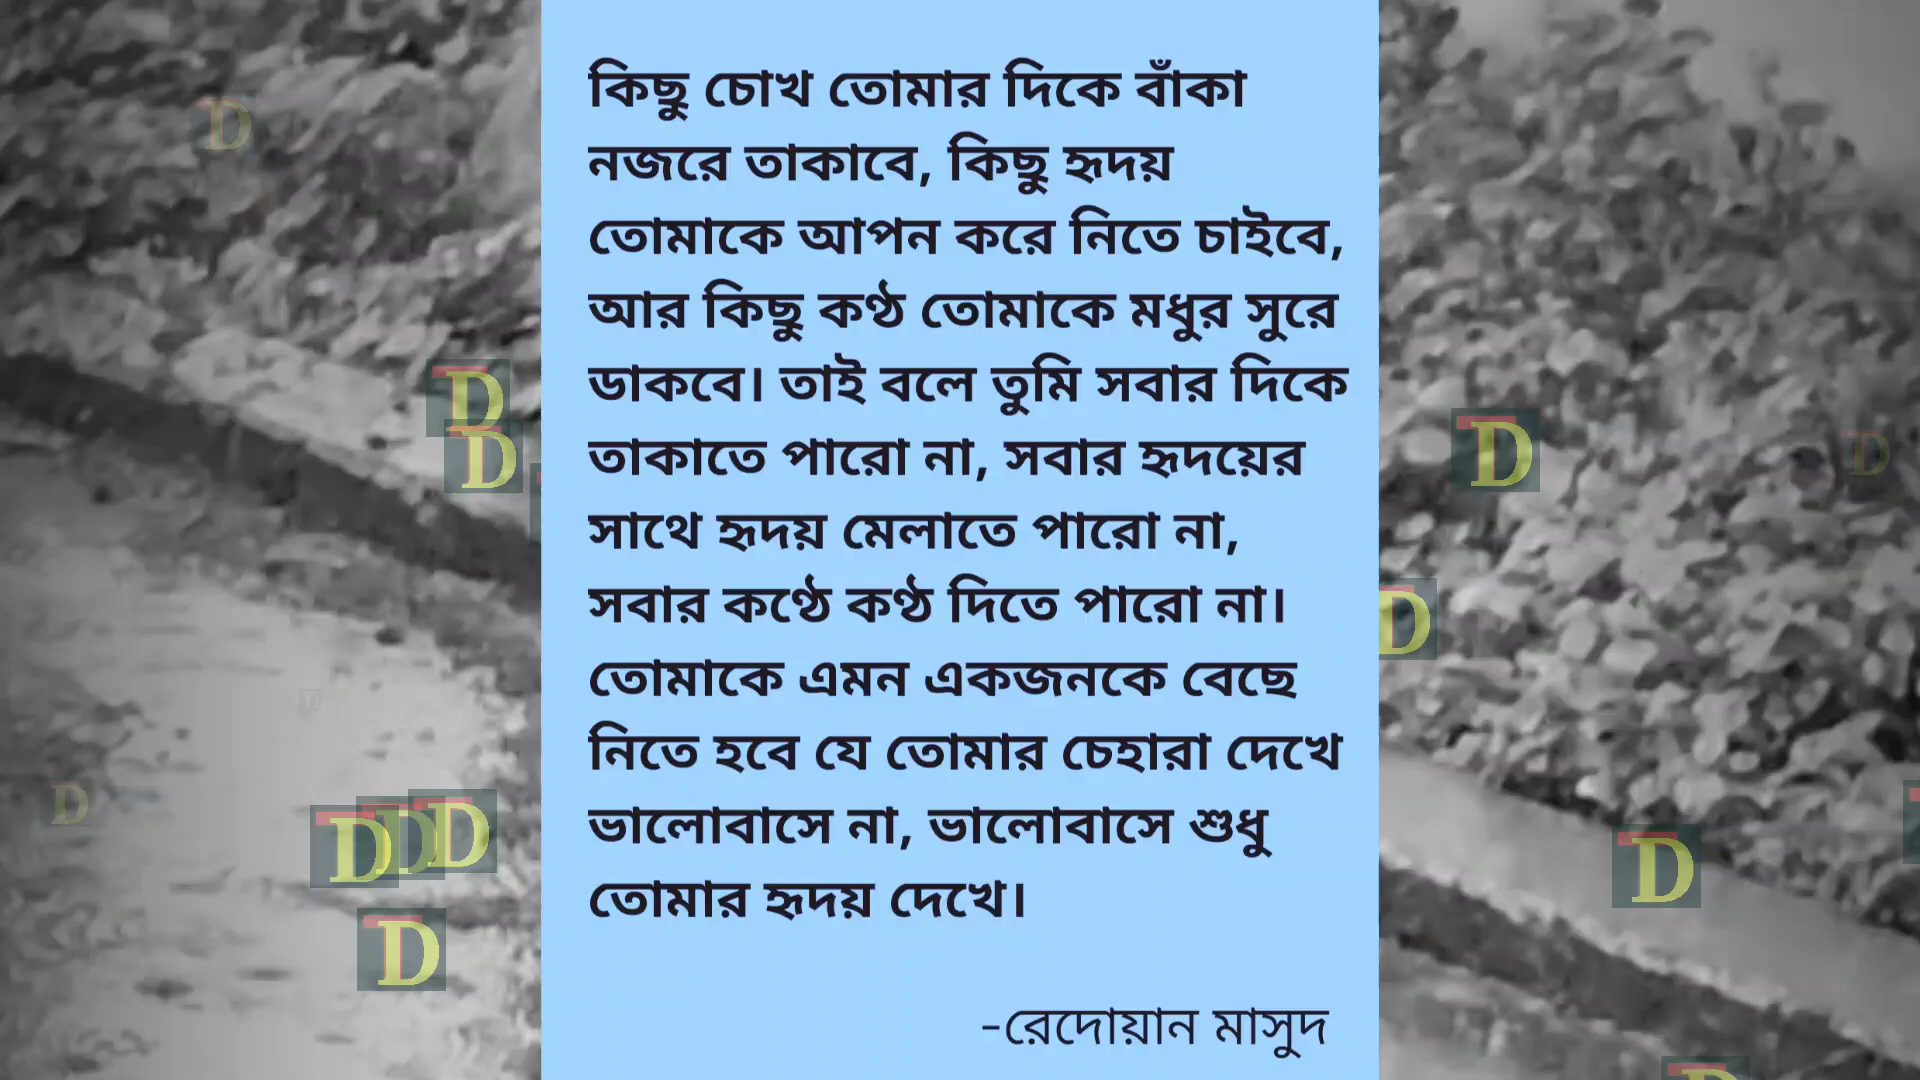 কিছু চোখ তোমার দিকে বাঁকা
নজরে তাকাবে, কিছু হৃদয়
তোমাকে আপন করে নিতে চাইবে,
আর কিছু কণ্ঠ তোমাকে মধুর সুরে
ডাকবে। তাই বলে তুমি সবার দিকে
তাকাতে পারো না, সবার হৃদয়ের
সাথে হৃদয় মেলাতে পারো না,
সবার কণ্ঠে কণ্ঠ দিতে পারো না।
তোমাকে এমন একজনকে বেছে
নিতে হবে যে তোমার চেহারা দেখে
ভালোবাসে না, ভালোবাসে শুধু
তোমার হৃদয় দেখে।
-রেদোয়ান মাসুদ
D
D
D
D
D
D
D
D
D
D
D
D
D